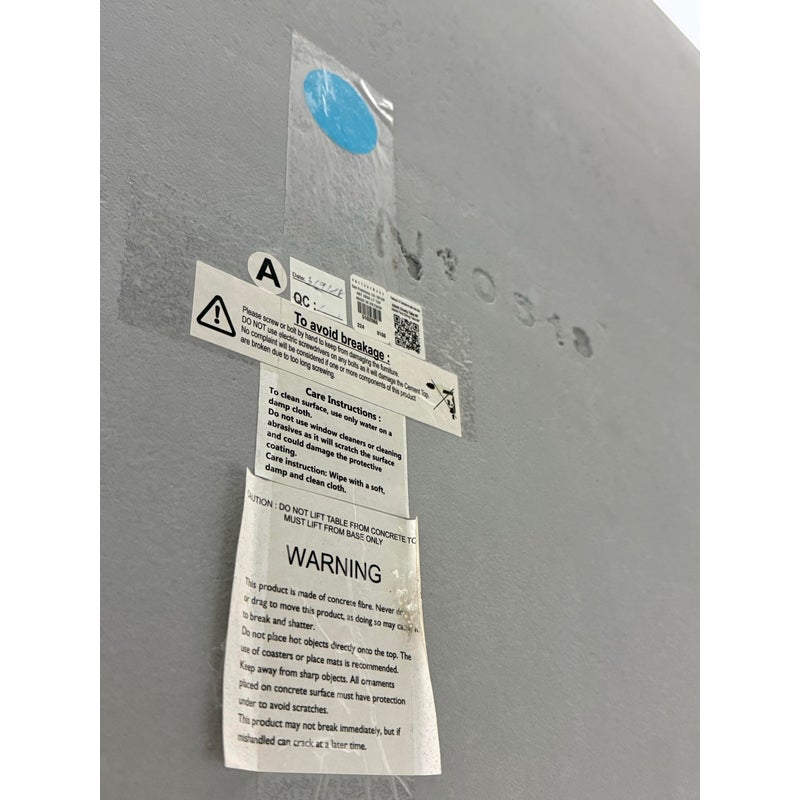 A
Date: 3/9/18
QC :
224
To avoid breakage :
Please screw or bolt by hand to keep from damaging the furniture.
DO NOT use electric screwdrivers on any bolts as it will damage the Cement Top.
No complaint will be considered if one or more components of this product
are broken due to too long screwing.
Care Instructions :
To clean surface, use only water on a
damp cloth.
Do not use window cleaners or cleaning
abrasives as it will scratch the surface
and could damage the protective
coating.
Care instruction: Wipe with a soft,
damp and clean cloth.
AUTION : DO NOT LIFT TABLE FROM CONCRETE TO
MUST LIFT FROM BASE ONLY
WARNING
This product is made of concrete fibre. Never
or drag to move this product, as doing so may
to break and shatter.
Do not place hot objects directly onto the top. The
use of coasters or place mats is recommended.
Keep away from sharp objects. All ornaments
placed on concrete surface must have protection
under to avoid scratches.
This product may not break immediately, but if
mishandled can crack at a later time.